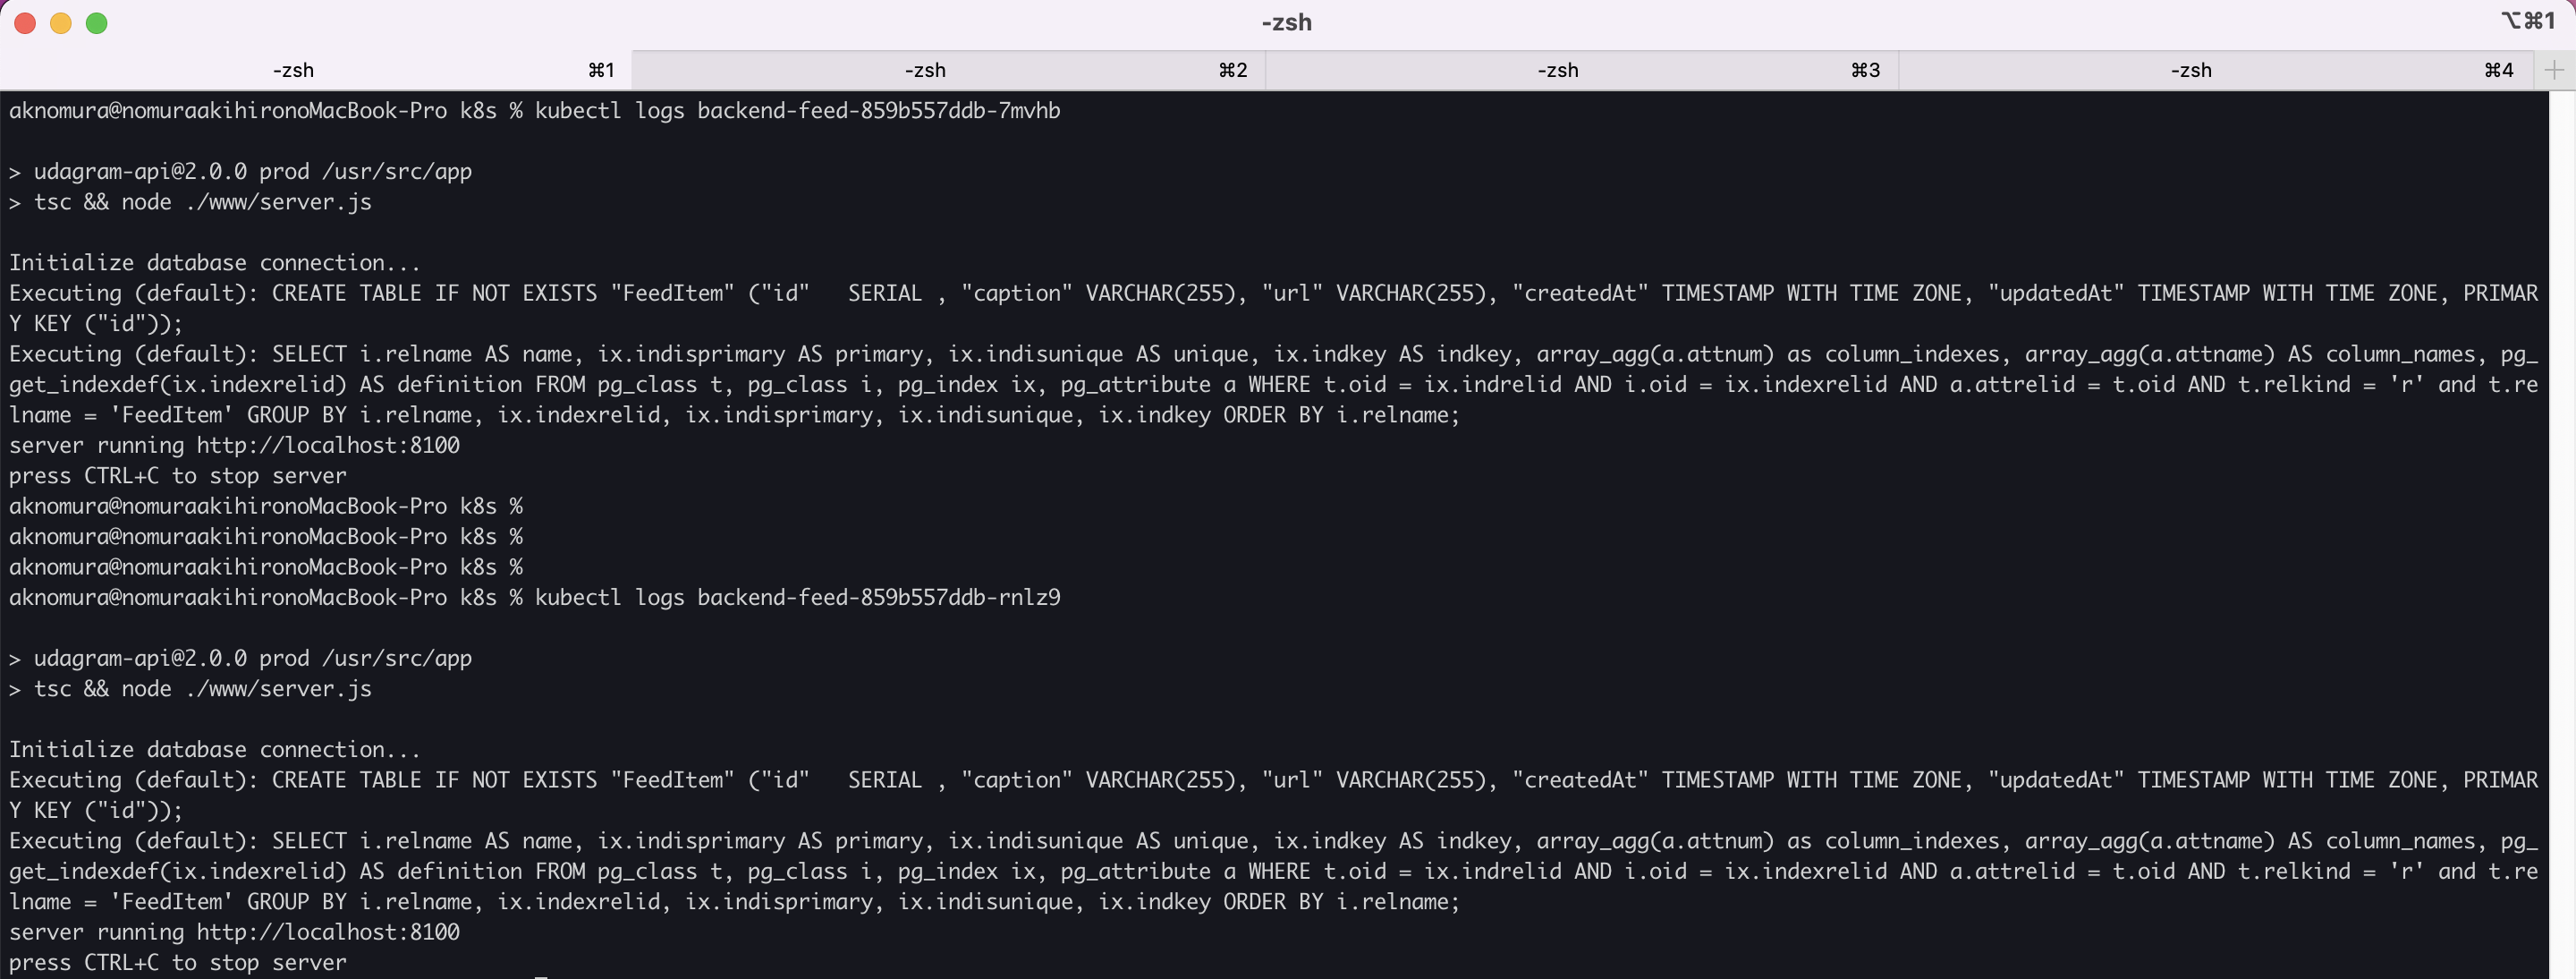 -zsh
⌥⌘1
-zsh ⌘1 -zsh ⌘2 -zsh ⌘3 -zsh ⌘4 +
aknomura@nomuraakihironoMacBook-Pro k8s % kubectl logs backend-feed-859b557ddb-7mvhb
> udagram-api@2.0.0 prod /usr/src/app
> tsc && node ./www/server.js
Initialize database connection...
Executing (default): CREATE TABLE IF NOT EXISTS "FeedItem" ("id"   SERIAL , "caption" VARCHAR(255), "url" VARCHAR(255), "createdAt" TIMESTAMP WITH TIME ZONE, "updatedAt" TIMESTAMP WITH TIME ZONE, PRIMAR
Y KEY ("id"));
Executing (default): SELECT i.relname AS name, ix.indisprimary AS primary, ix.indisunique AS unique, ix.indkey AS indkey, array_agg(a.attnum) as column_indexes, array_agg(a.attname) AS column_names, pg_
get_indexdef(ix.indexrelid) AS definition FROM pg_class t, pg_class i, pg_index ix, pg_attribute a WHERE t.oid = ix.indrelid AND i.oid = ix.indexrelid AND a.attrelid = t.oid AND t.relkind = 'r' and t.re
lname = 'FeedItem' GROUP BY i.relname, ix.indexrelid, ix.indisprimary, ix.indisunique, ix.indkey ORDER BY i.relname;
server running http://localhost:8100
press CTRL+C to stop server
aknomura@nomuraakihironoMacBook-Pro k8s %
aknomura@nomuraakihironoMacBook-Pro k8s %
aknomura@nomuraakihironoMacBook-Pro k8s %
aknomura@nomuraakihironoMacBook-Pro k8s % kubectl logs backend-feed-859b557ddb-rnlz9
> udagram-api@2.0.0 prod /usr/src/app
> tsc && node ./www/server.js
Initialize database connection...
Executing (default): CREATE TABLE IF NOT EXISTS "FeedItem" ("id"   SERIAL , "caption" VARCHAR(255), "url" VARCHAR(255), "createdAt" TIMESTAMP WITH TIME ZONE, "updatedAt" TIMESTAMP WITH TIME ZONE, PRIMAR
Y KEY ("id"));
Executing (default): SELECT i.relname AS name, ix.indisprimary AS primary, ix.indisunique AS unique, ix.indkey AS indkey, array_agg(a.attnum) as column_indexes, array_agg(a.attname) AS column_names, pg_
get_indexdef(ix.indexrelid) AS definition FROM pg_class t, pg_class i, pg_index ix, pg_attribute a WHERE t.oid = ix.indrelid AND i.oid = ix.indexrelid AND a.attrelid = t.oid AND t.relkind = 'r' and t.re
lname = 'FeedItem' GROUP BY i.relname, ix.indexrelid, ix.indisprimary, ix.indisunique, ix.indkey ORDER BY i.relname;
server running http://localhost:8100
press CTRL+C to stop server